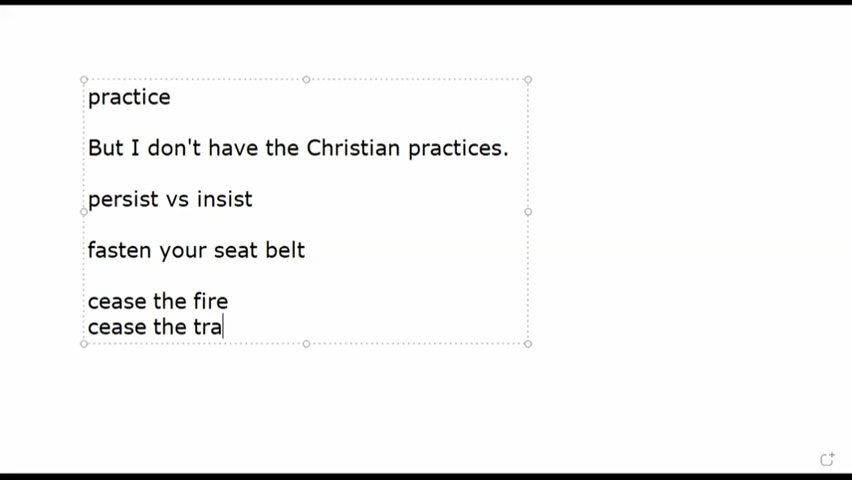 practice
But I don't have the Christian practices.
persist vs insist
fasten your seat belt
cease the fire
cease the tra